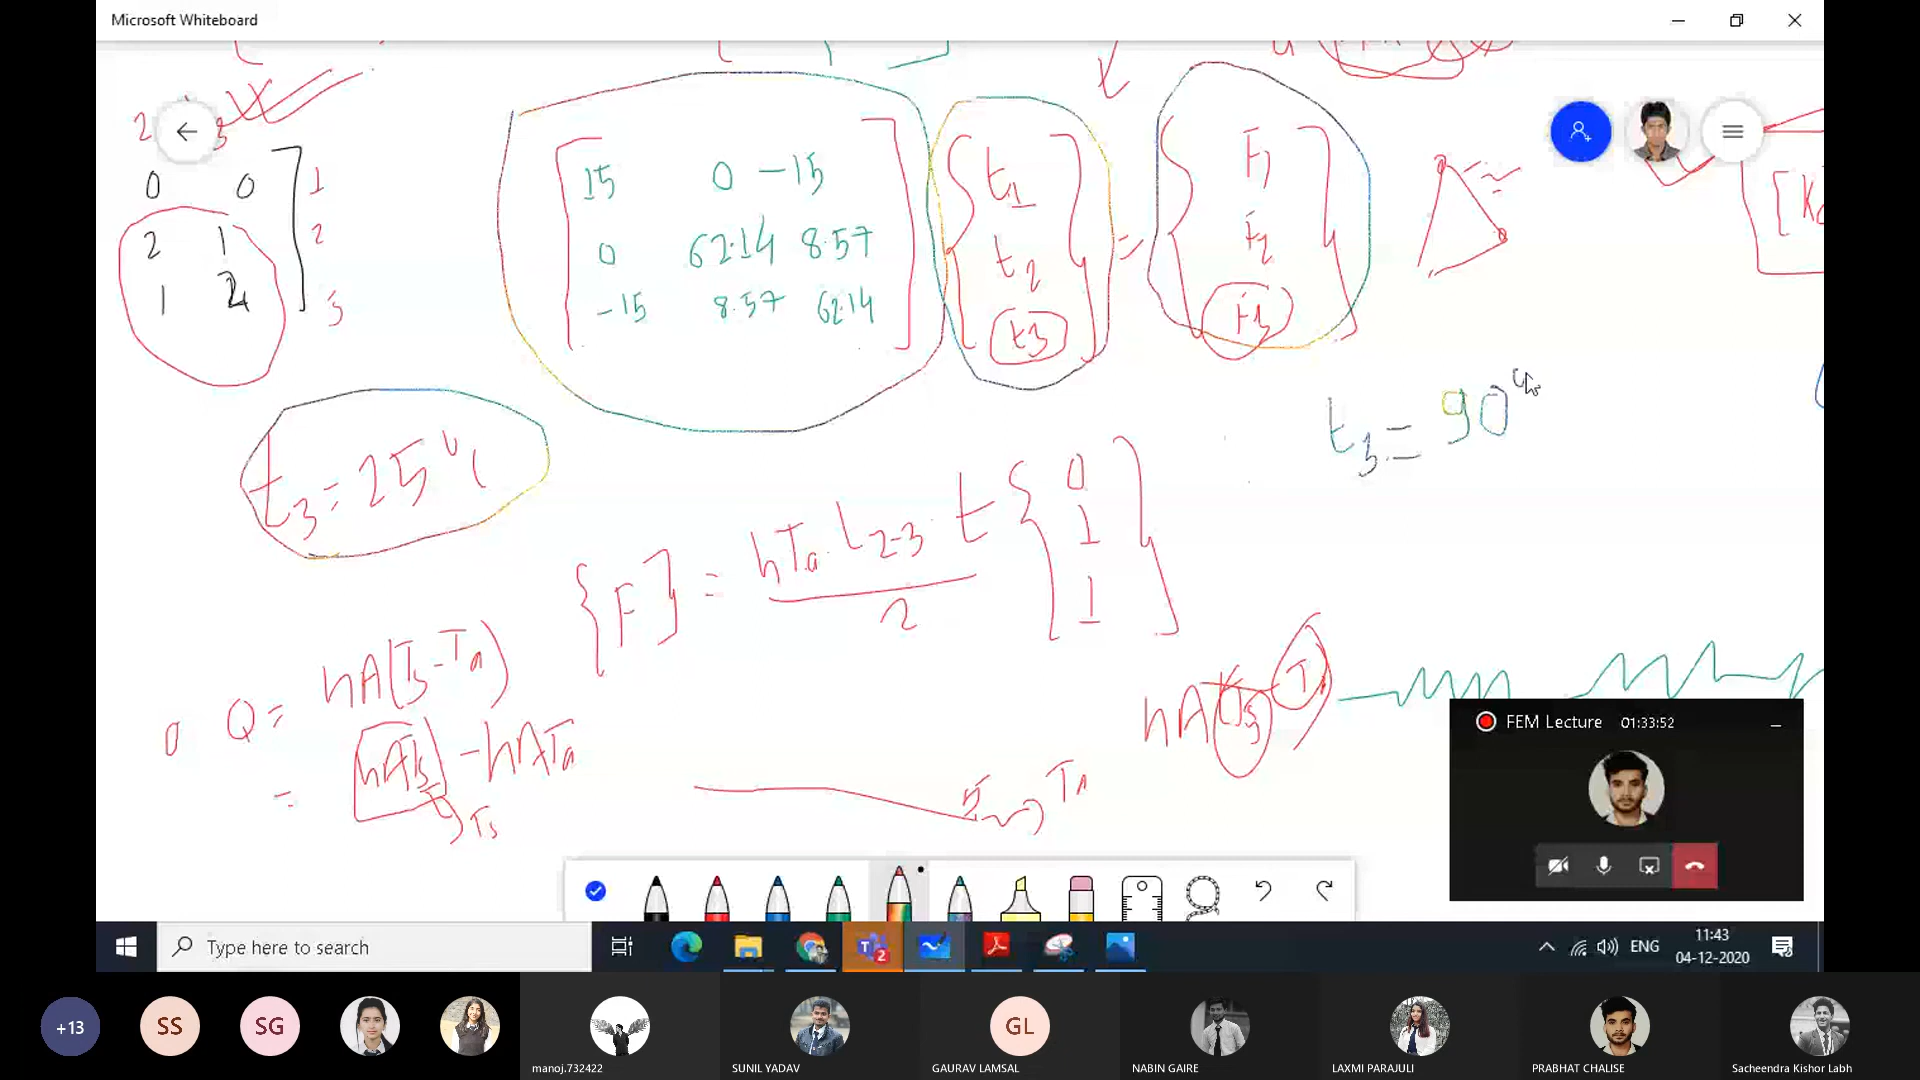 Microsoft Whiteboard
2 3
0 0 1
2 1 2
1 2 3
15 0 -15
0 62.14 8.57
-15 8.57 62.14
t1
t2
t3
=
F1
F2
F3
[K
t3 = 90°
t3 = 25°c
{F} = hTa L2-3 t / 2 { 0
1
1 }
Q = hA(Ts-Ta)
= hATs - hATa
Ts
Ta
hA(
FEM Lecture 01:33:52
Type here to search
2
ENG
11:43
04-12-2020
+13
SS
SG
GL
manoj.732422
SUNIL YADAV
GAURAV LAMSAL
NABIN GAIRE
LAXMI PARAJULI
PRABHAT CHALISE
Sacheendra Kishor Labh